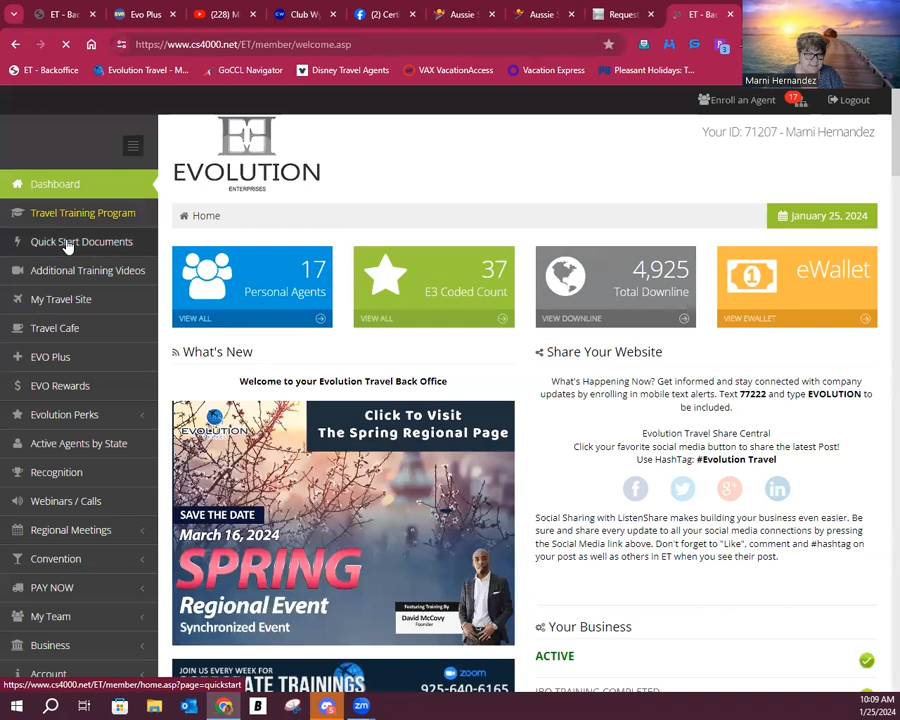 ET - Bac
Evo Plus
(228) M
Club Wy
(2) Certi
Aussie S
Aussie S
Request
ET - Bac
https://www.cs4000.net/ET/member/welcome.asp
3
ET - Backoffice
Evolution Travel - M...
GoCCL Navigator
Disney Travel Agents
VAX VacationAccess
Vacation Express
Pleasant Holidays: T...
Marni Hernandez
Enroll an Agent
17
Logout
Your ID: 71207 - Marni Hernandez
EVOLUTION
ENTERPRISES
Home
January 25, 2024
Dashboard
Travel Training Program
Quick Start Documents
Additional Training Videos
My Travel Site
Travel Cafe
EVO Plus
EVO Rewards
Evolution Perks
Active Agents by State
Recognition
Webinars / Calls
Regional Meetings
Convention
PAY NOW
My Team
Business
Account
17
Personal Agents
VIEW ALL
37
E3 Coded Count
VIEW ALL
4,925
Total Downline
VIEW DOWNLINE
1
eWallet
VIEW EWALLET
What's New
Welcome to your Evolution Travel Back Office
EVOLUTION
Click To Visit
The Spring Regional Page
SAVE THE DATE
March 16, 2024
SPRING
Regional Event
Synchronized Event
Featuring Training By
David McCovy
Founder
JOIN US EVERY WEEK FOR
CORPORATE TRAININGS
zoom
925-640-6165
Share Your Website
What's Happening Now? Get informed and stay connected with company
updates by enrolling in mobile text alerts. Text 77222 and type EVOLUTION to
be included.
Evolution Travel Share Central
Click your favorite social media button to share the latest Post!
Use HashTag: #Evolution Travel
Social Sharing with ListenShare makes building your business even easier. Be
sure and share every update to all your social media connections by pressing
the Social Media link above. Don't forget to "Like", comment and #hashtag on
your post as well as others in ET when you see their post.
Your Business
ACTIVE
IBO TRAINING COMPLETED
https://www.cs4000.net/ET/member/home.asp?page=quickstart
10:09 AM
1/25/2024